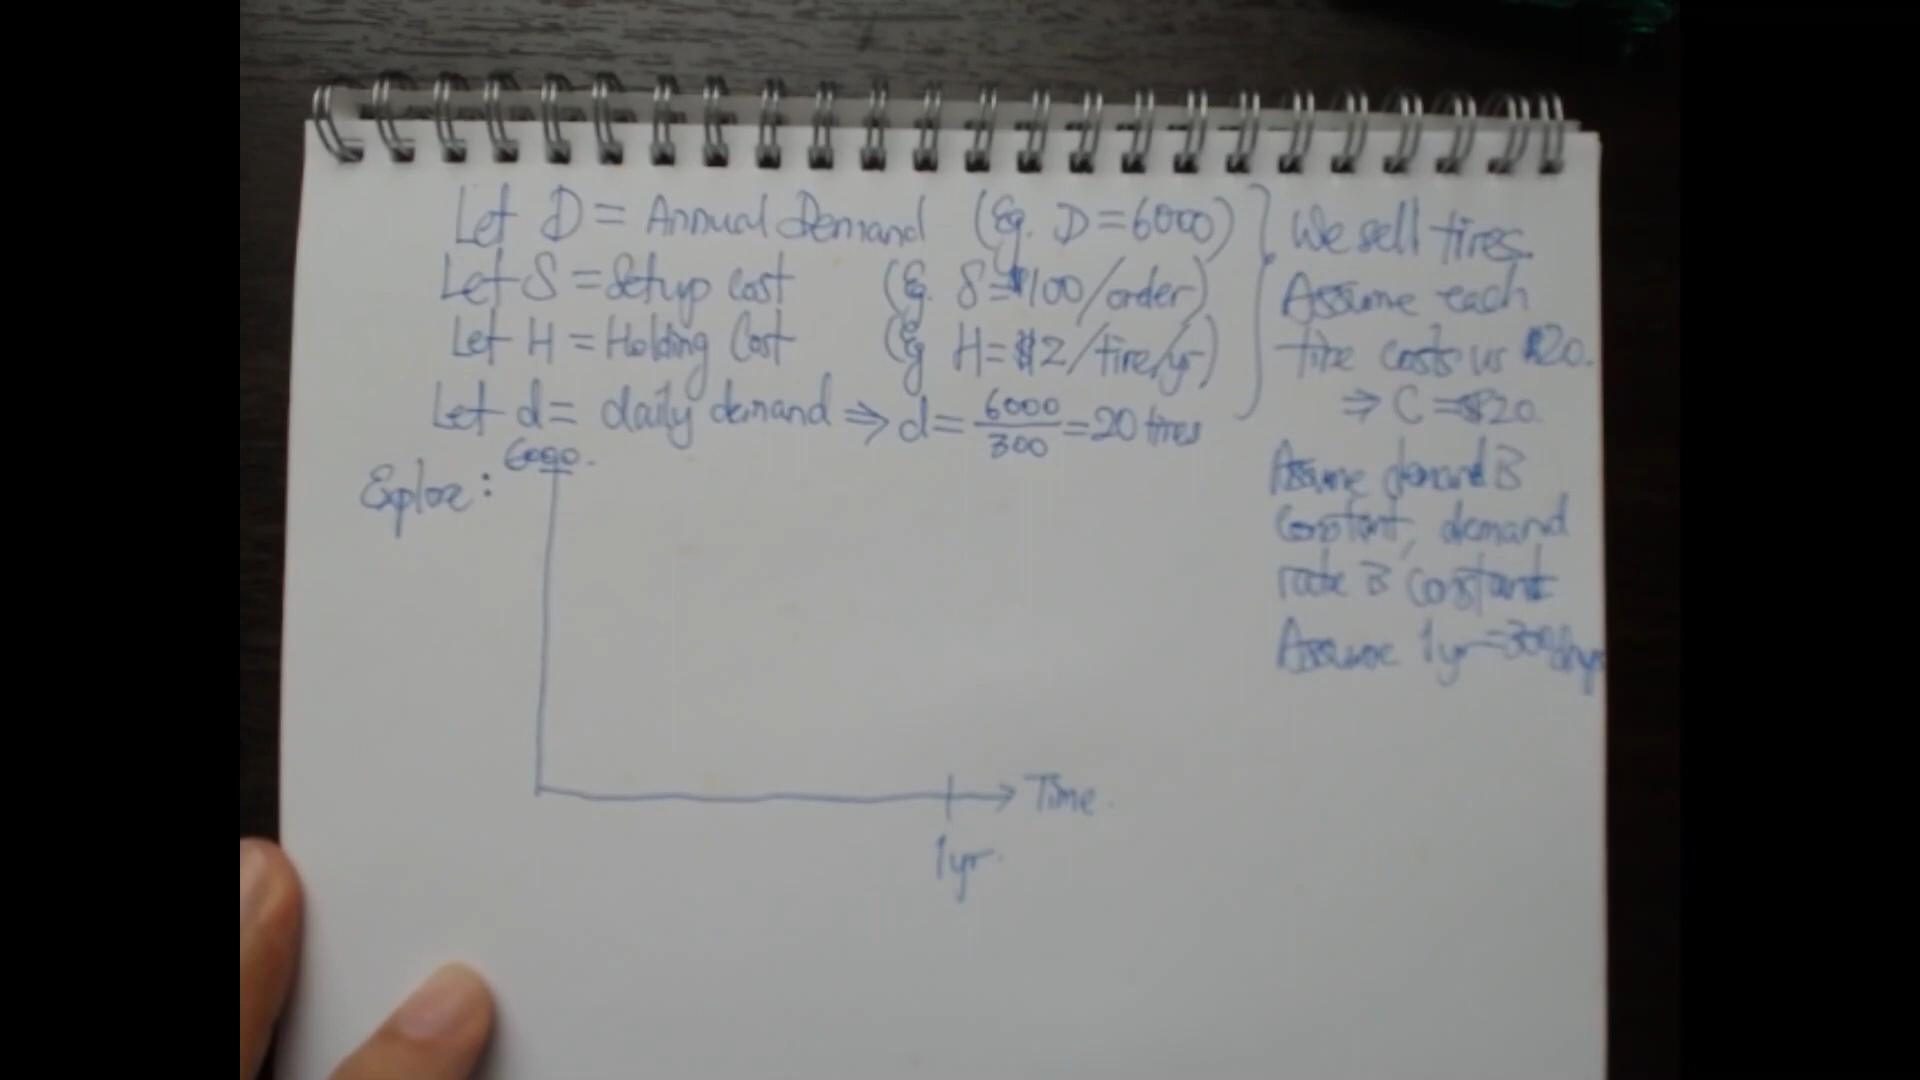 Let D = Annual Demand (Eg. D = 6000)
Let S = Setup cost (Eg. S = $100/order)
Let H = Holding Cost (Eg H = $2/tire/yr)
Let d = daily demand ⇒ d = 6000/300 = 20 tires
We sell tires.
Assume each
tire costs us $20.
⇒ C = $20.
Assume demand is
constant, demand
rate is constant
Assume 1yr = 300 days
Explore:
6000.
Time.
1yr.